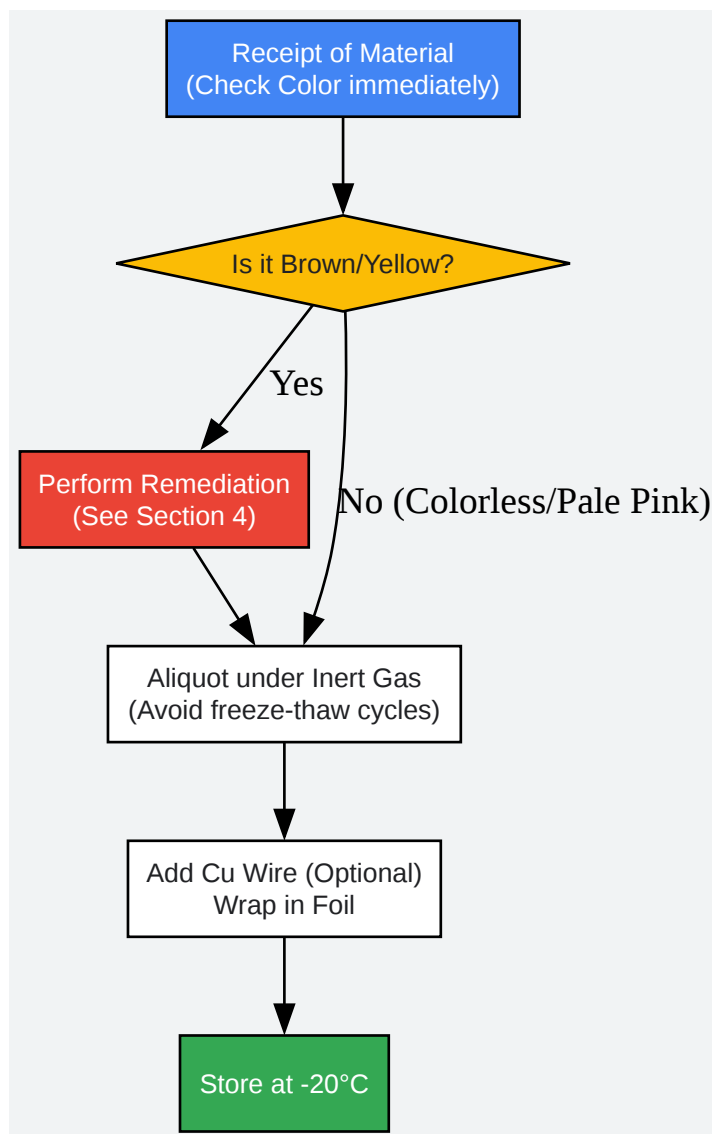 Receipt of Material
(Check Color immediately)
Is it Brown/Yellow?
Yes
Perform Remediation
(See Section 4)
No (Colorless/Pale Pink)
Aliquot under Inert Gas
(Avoid freeze-thaw cycles)
Add Cu Wire (Optional)
Wrap in Foil
Store at -20°C